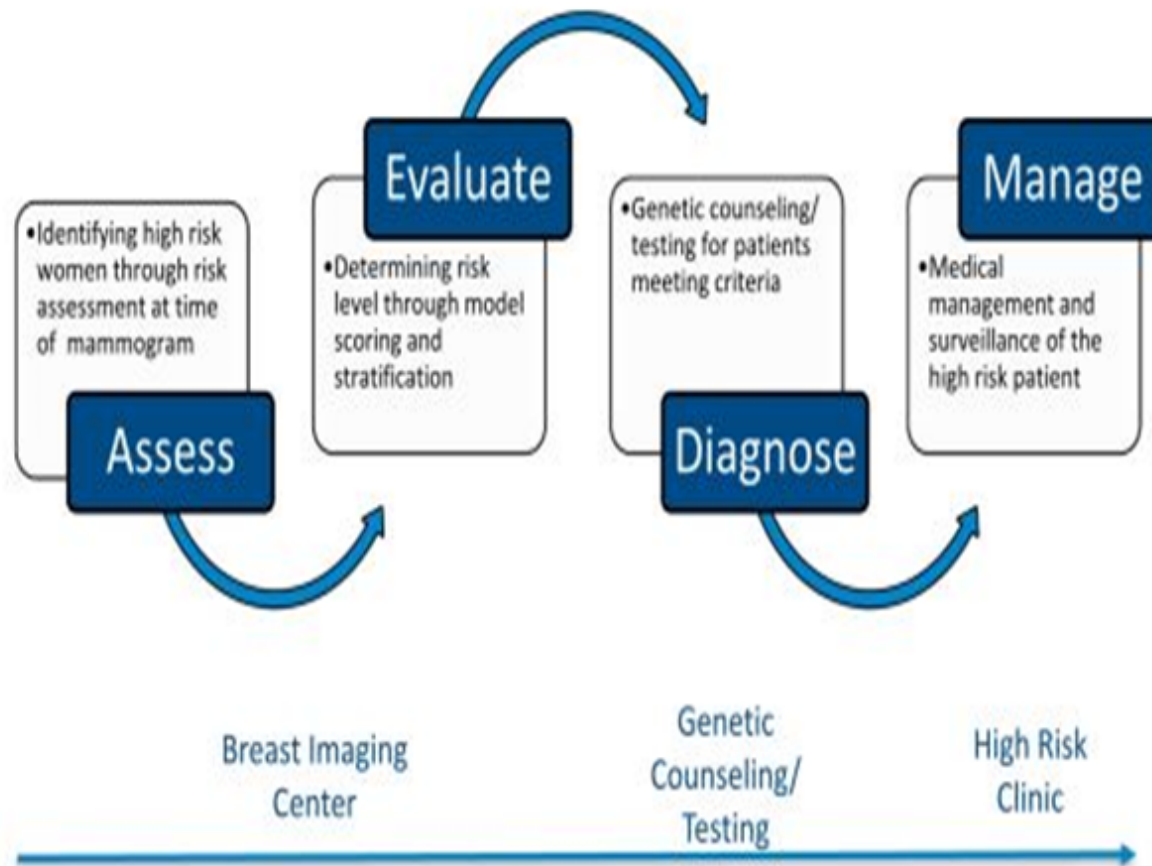 •Identifying high risk
women through risk
assessment at time
of mammogram
Assess
Evaluate
•Determining risk
level through model
scoring and
stratification
•Genetic counseling/
testing for patients
meeting criteria
Diagnose
Manage
•Medical
management and
surveillance of the
high risk patient
Breast Imaging
Center
Genetic
Counseling/
Testing
High Risk
Clinic